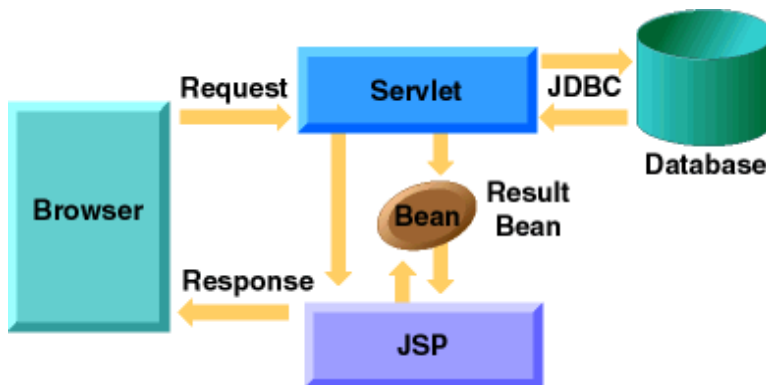 Request
Servlet
JDBC
Database
Browser
Bean
Result
Bean
Response
JSP